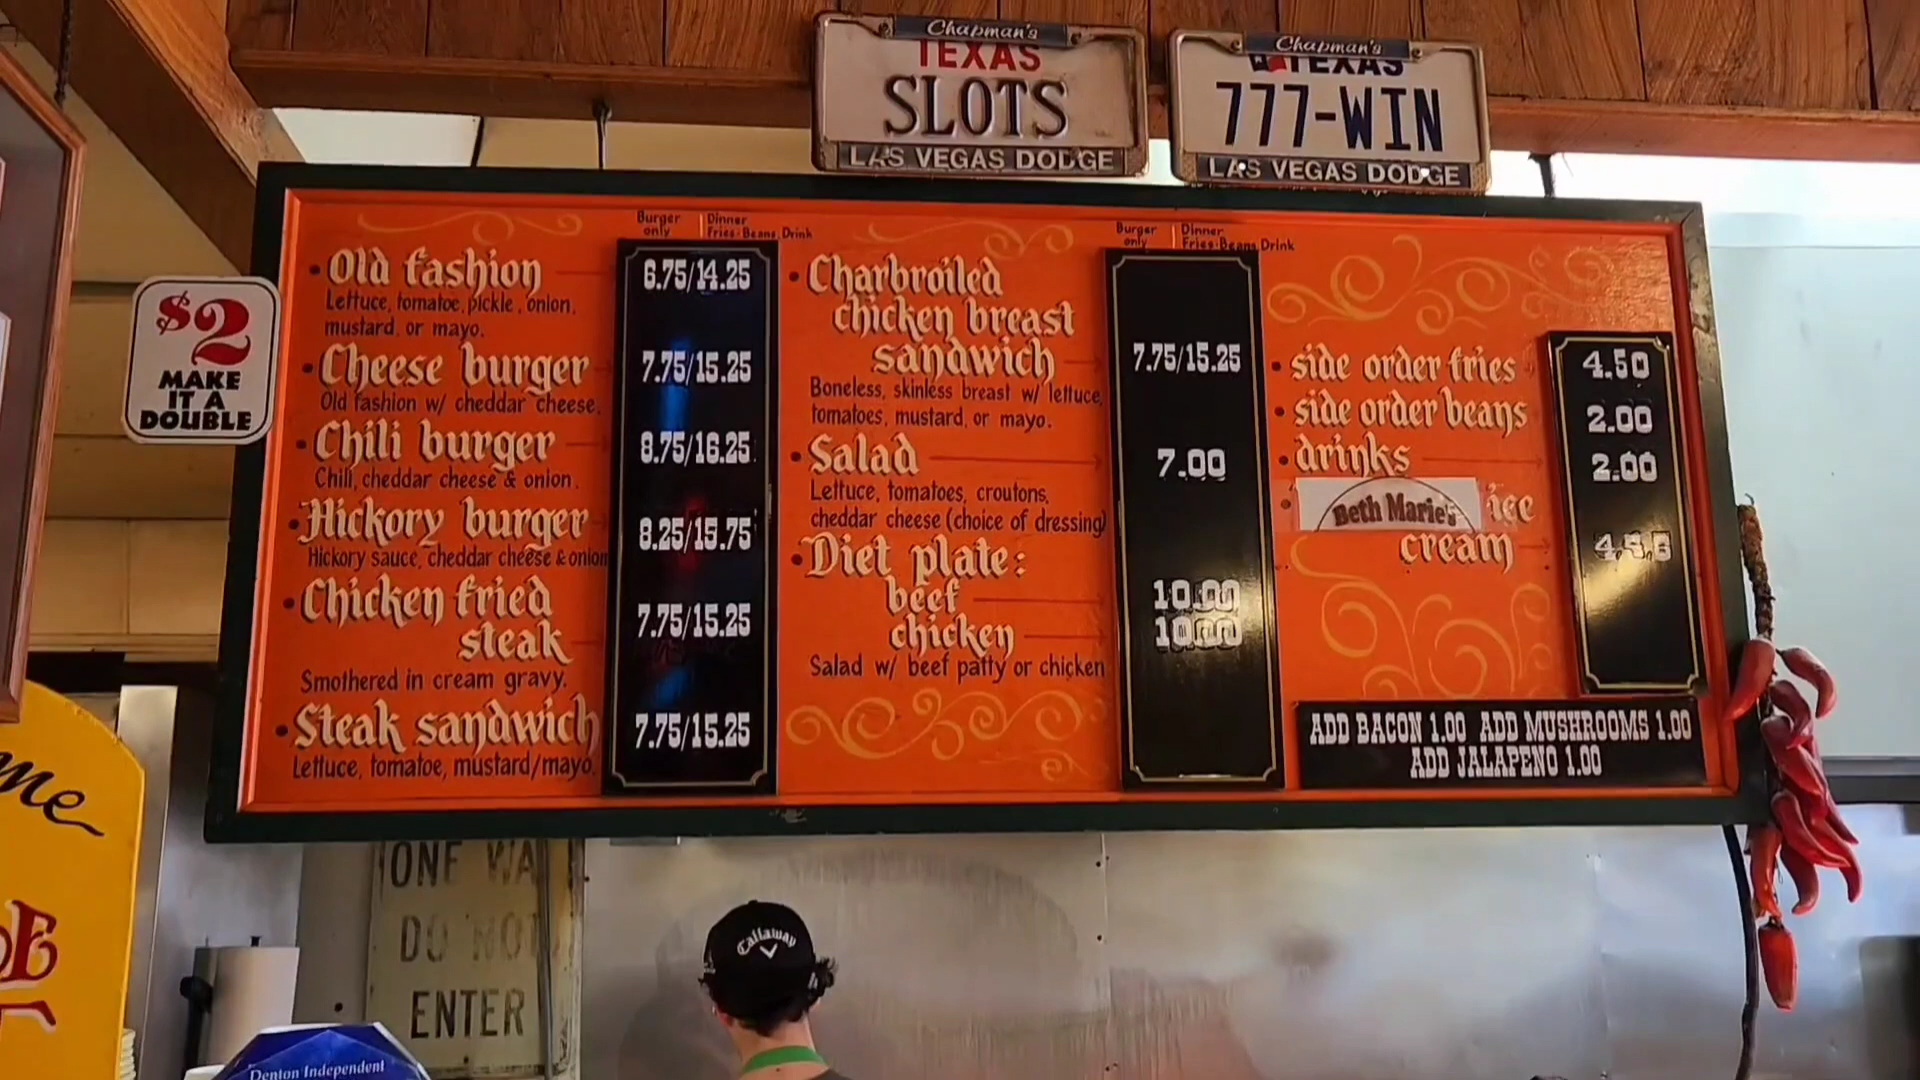 Chapman's
TEXAS
SLOTS
LAS VEGAS DODGE
Chapman's
TEXAS
777-WIN
LAS VEGAS DODGE
$2
MAKE
IT A
DOUBLE
Burger only
Dinner
Fries-Beans, Drink
• Old fashion 6.75/14.25
Lettuce, tomatoe, pickle, onion,
mustard or mayo.
• Cheese burger 7.75/15.25
Old fashion w/ cheddar cheese.
• Chili burger 8.75/16.25
Chili, cheddar cheese & onion.
• Hickory burger 8.25/15.75
Hickory sauce, cheddar cheese & onion
• Chicken fried
steak 7.75/15.25
Smothered in cream gravy.
• Steak sandwich 7.75/15.25
Lettuce, tomatoe, mustard/mayo.
Burger only
Dinner
Fries-Beans Drink
• Charbroiled
chicken breast
sandwich 7.75/15.25
Boneless, skinless breast w/ lettuce,
tomatoes, mustard, or mayo.
• Salad 7.00
Lettuce, tomatoes, croutons,
cheddar cheese (choice of dressing)
• Diet plate:
beef 10.00
chicken 10.00
Salad w/ beef patty or chicken
• side order fries 4.50
• side order beans 2.00
• drinks 2.00
• Beth Marie's ice
cream
ADD BACON 1.00 ADD MUSHROOMS 1.00
ADD JALAPENO 1.00
ONE WA
DO NOT
ENTER
Callaway
me
Denton Independent